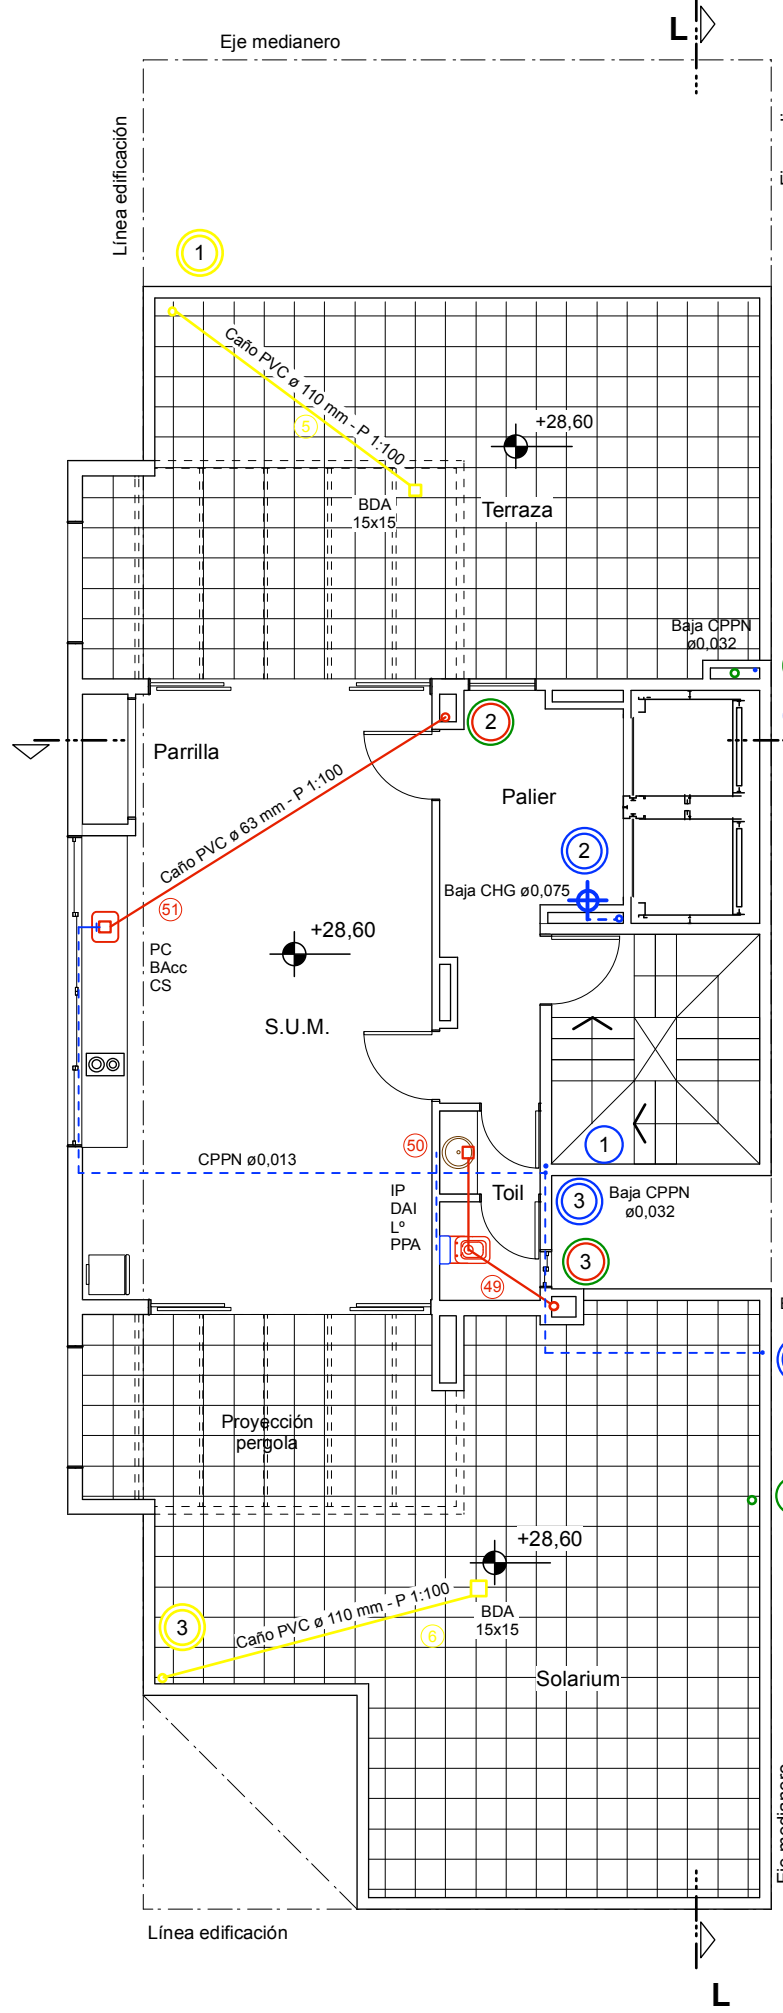 L
Eje medianero
Línea edificación
1
Caño PVC ø 110 mm - P 1:100
5
+28,60
BDA
15x15
Terraza
Baja CPPN
ø0,032
2
Parrilla
Caño PVC ø 63 mm - P 1:100
Palier
2
Baja CHG ø0,075
51
+28,60
PC
BAcc
CS
S.U.M.
50
1
CPPN ø0,013
IP
DAI
Lº
PPA
Toil
3
Baja CPPN
ø0,032
3
49
Proyección
pergola
+28,60
Caño PVC ø 110 mm - P 1:100
BDA
15x15
3
6
Solarium
Eje medianero
Línea edificación
L